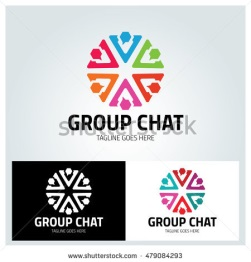 GROUP CHAT
TAGLINE GOES HERE
shutterstock
GROUP CHAT
TAGLINE GOES HERE
GROUP CHAT
TAGLINE GOES HERE
www.shutterstock.com · 479084293